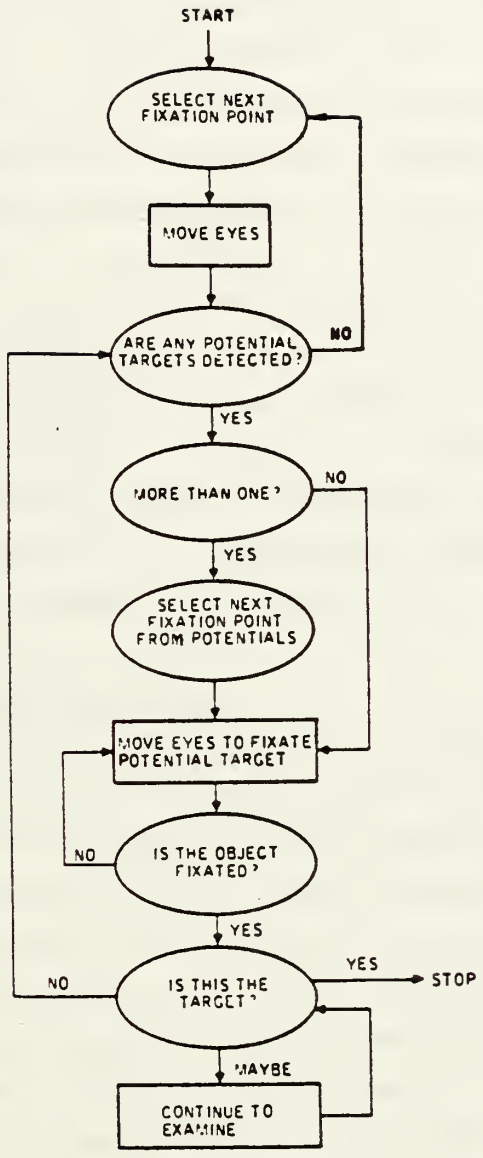 START
SELECT NEXT
FIXATION POINT
MOVE EYES
ARE ANY POTENTIAL
TARGETS DETECTED?
NO
YES
MORE THAN ONE?
NO
YES
SELECT NEXT
FIXATION POINT
FROM POTENTIALS
MOVE EYES TO FIXATE
POTENTIAL TARGET
NO
IS THE OBJECT
FIXATED?
YES
NO
IS THIS THE
TARGET?
YES
STOP
MAYBE
CONTINUE TO
EXAMINE